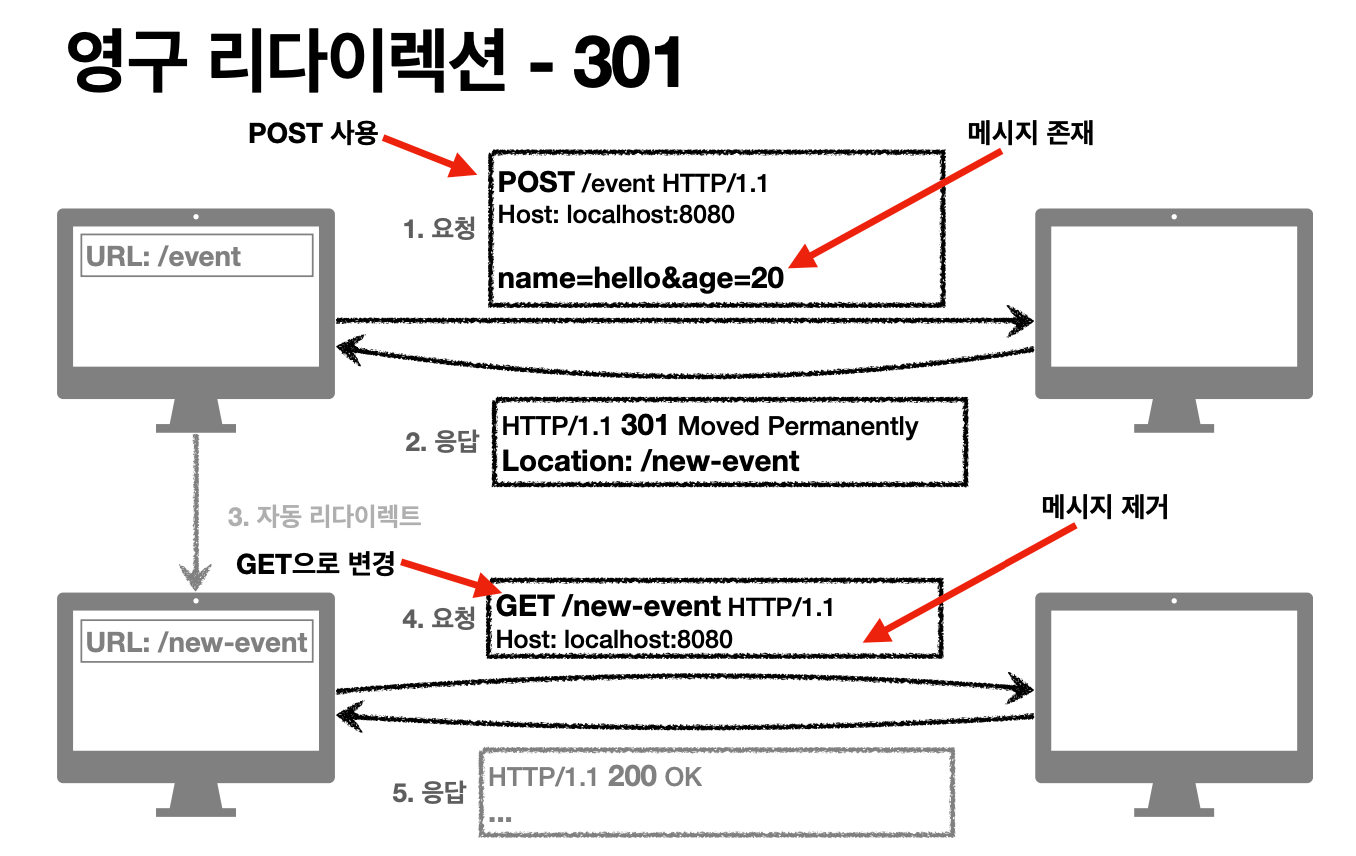 영구 리다이렉션 - 301
POST 사용
메시지 존재
1. 요청
POST /event HTTP/1.1
Host: localhost:8080
name=hello&age=20
URL: /event
2. 응답
HTTP/1.1 301 Moved Permanently
Location: /new-event
3. 자동 리다이렉트
메시지 제거
GET으로 변경
4. 요청
GET /new-event HTTP/1.1
Host: localhost:8080
URL: /new-event
5. 응답
HTTP/1.1 200 OK
...